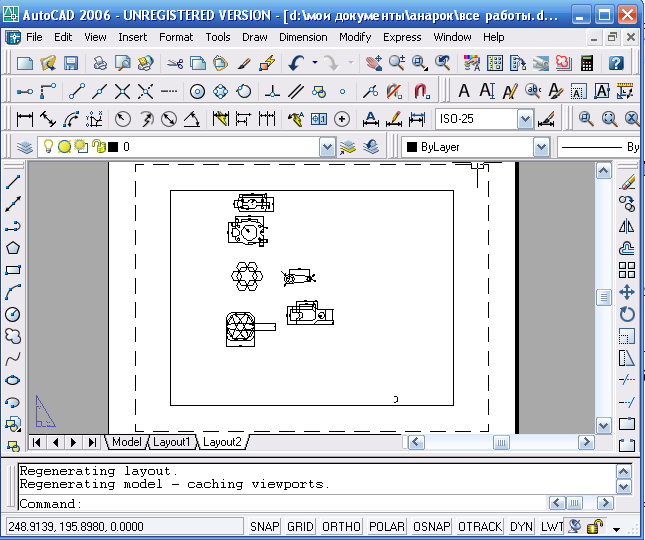 AutoCAD 2006 - UNREGISTERED VERSION - [d:\мои документы\анарок\все работы.d...
File Edit View Insert Format Tools Draw Dimension Modify Express Window Help
A A A
ISO-25
0 ByLayer ByL
Model Layout1 Layout2
Regenerating layout.
Regenerating model - caching viewports.
Command:
248.9139, 195.8980, 0.0000 SNAP GRID ORTHO POLAR OSNAP OTRACK DYN LWT